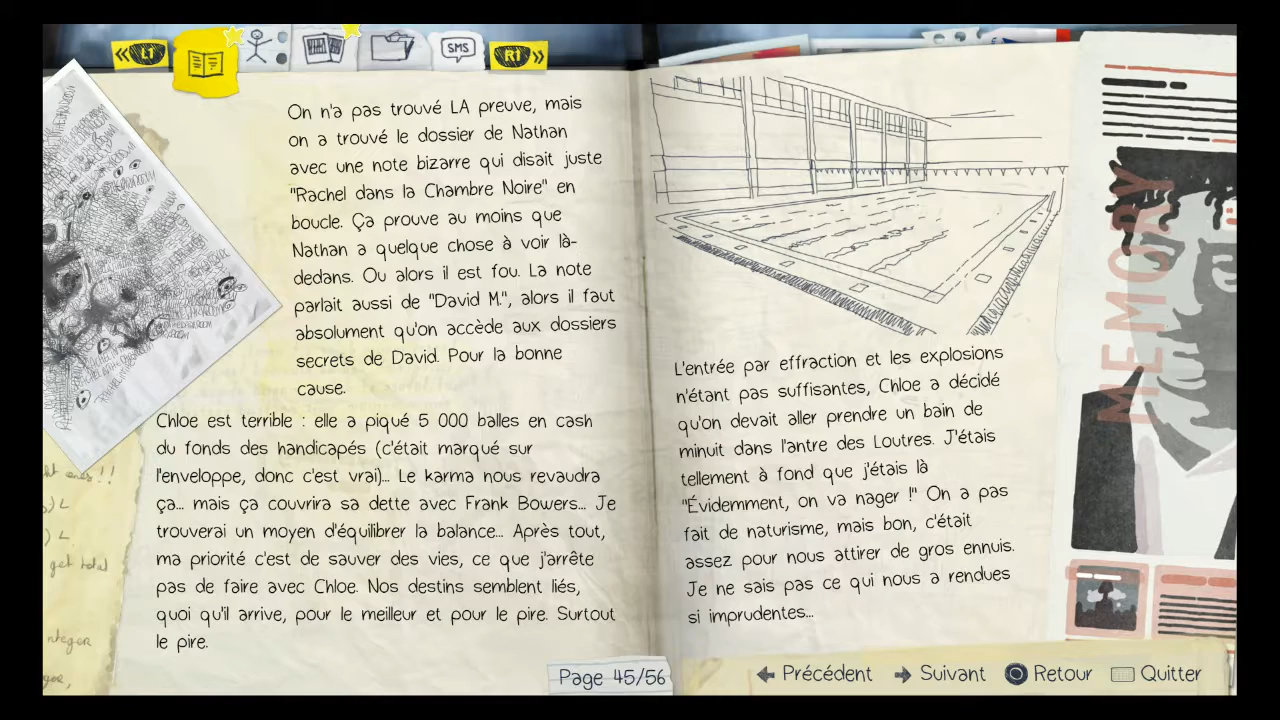 L1
SMS
R1
On n'a pas trouvé LA preuve, mais
on a trouvé le dossier de Nathan
avec une note bizarre qui disait juste
"Rachel dans la Chambre Noire" en
boucle. Ça prouve au moins que
Nathan a quelque chose à voir là-
dedans. Ou alors il est fou. La note
parlait aussi de "David M.", alors il faut
absolument qu'on accède aux dossiers
secrets de David. Pour la bonne
cause.
Chloe est terrible : elle a piqué 5 000 balles en cash
du fonds des handicapés (c'était marqué sur
l'enveloppe, donc c'est vrai)... Le karma nous revaudra
ça... mais ça couvrira sa dette avec Frank Bowers... Je
trouverai un moyen d'équilibrer la balance... Après tout,
ma priorité c'est de sauver des vies, ce que j'arrête
pas de faire avec Chloe. Nos destins semblent liés,
quoi qu'il arrive, pour le meilleur et pour le pire. Surtout
le pire.
get total
L'entrée par effraction et les explosions
n'étant pas suffisantes, Chloe a décidé
qu'on devait aller prendre un bain de
minuit dans l'antre des Loutres. J'étais
tellement à fond que j'étais là
"Évidemment, on va nager !" On a pas
fait de naturisme, mais bon, c'était
assez pour nous attirer de gros ennuis.
Je ne sais pas ce qui nous a rendues
si imprudentes...
MEMORY
Page 45/56
Précédent
Suivant
Retour
Quitter